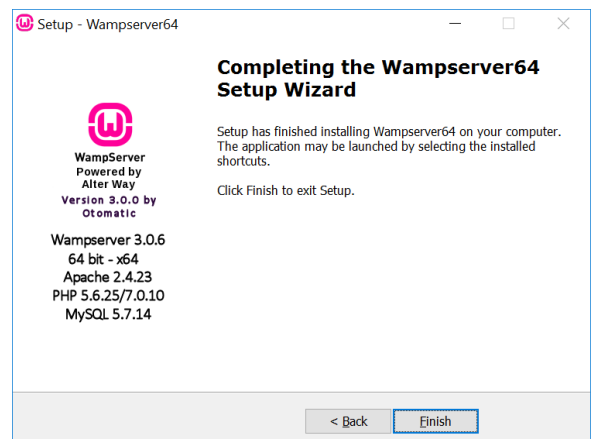 Setup - Wampserver64
Completing the Wampserver64
Setup Wizard
Setup has finished installing Wampserver64 on your computer.
The application may be launched by selecting the installed
shortcuts.
Click Finish to exit Setup.
WampServer
Powered by
Alter Way
Version 3.0.0 by
Otomatic
Wampserver 3.0.6
64 bit - x64
Apache 2.4.23
PHP 5.6.25/7.0.10
MySQL 5.7.14
< Back
Finish